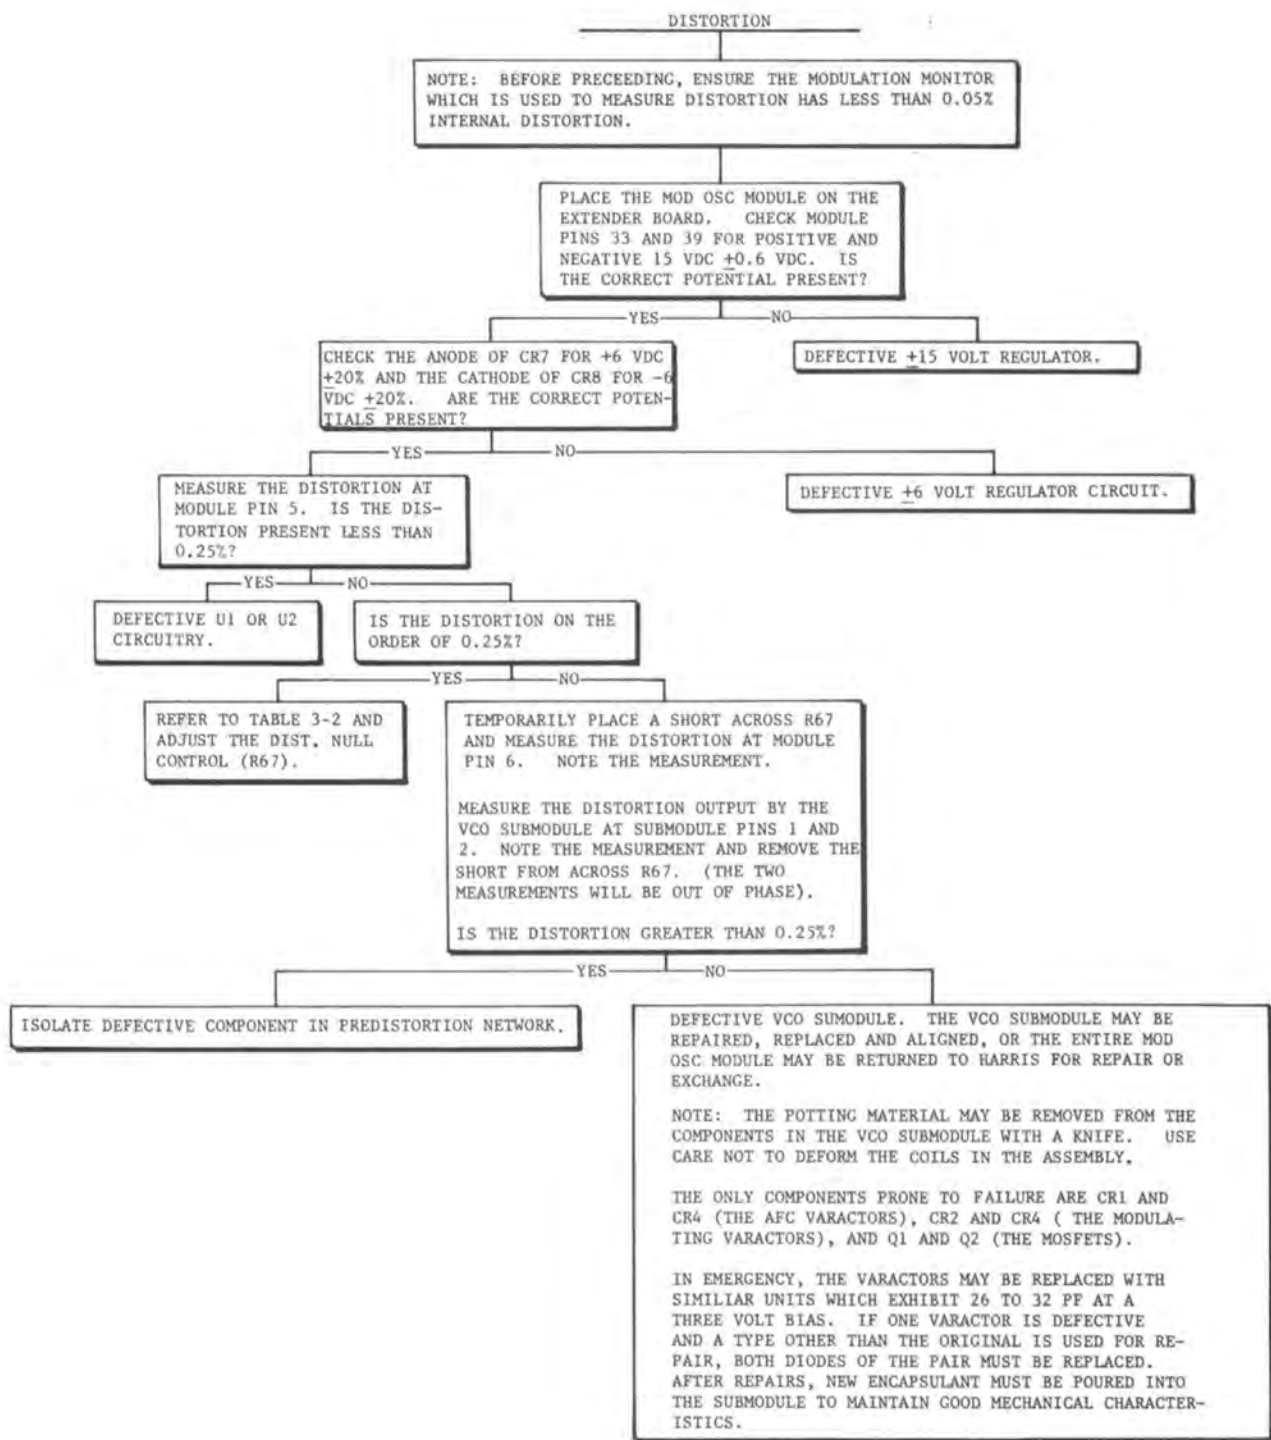 DISTORTION
NOTE: BEFORE PRECEEDING, ENSURE THE MODULATION MONITOR
WHICH IS USED TO MEASURE DISTORTION HAS LESS THAN 0.05%
INTERNAL DISTORTION.
PLACE THE MOD OSC MODULE ON THE
EXTENDER BOARD. CHECK MODULE
PINS 33 AND 39 FOR POSITIVE AND
NEGATIVE 15 VDC ±0.6 VDC. IS
THE CORRECT POTENTIAL PRESENT?
YES NO
CHECK THE ANODE OF CR7 FOR +6 VDC
±20% AND THE CATHODE OF CR8 FOR -6
VDC ±20%. ARE THE CORRECT POTEN-
TIALS PRESENT?
DEFECTIVE ±15 VOLT REGULATOR.
YES NO
MEASURE THE DISTORTION AT
MODULE PIN 5. IS THE DIS-
TORTION PRESENT LESS THAN
0.25%?
DEFECTIVE ±6 VOLT REGULATOR CIRCUIT.
YES NO
DEFECTIVE U1 OR U2
CIRCUITRY.
IS THE DISTORTION ON THE
ORDER OF 0.25%?
YES NO
REFER TO TABLE 3-2 AND
ADJUST THE DIST. NULL
CONTROL (R67).
TEMPORARILY PLACE A SHORT ACROSS R67
AND MEASURE THE DISTORTION AT MODULE
PIN 6. NOTE THE MEASUREMENT.
MEASURE THE DISTORTION OUTPUT BY THE
VCO SUBMODULE AT SUBMODULE PINS 1 AND
2. NOTE THE MEASUREMENT AND REMOVE THE
SHORT FROM ACROSS R67. (THE TWO
MEASUREMENTS WILL BE OUT OF PHASE).
IS THE DISTORTION GREATER THAN 0.25%?
YES NO
ISOLATE DEFECTIVE COMPONENT IN PREDISTORTION NETWORK.
DEFECTIVE VCO SUMODULE. THE VCO SUBMODULE MAY BE
REPAIRED, REPLACED AND ALIGNED, OR THE ENTIRE MOD
OSC MODULE MAY BE RETURNED TO HARRIS FOR REPAIR OR
EXCHANGE.
NOTE: THE POTTING MATERIAL MAY BE REMOVED FROM THE
COMPONENTS IN THE VCO SUBMODULE WITH A KNIFE. USE
CARE NOT TO DEFORM THE COILS IN THE ASSEMBLY.
THE ONLY COMPONENTS PRONE TO FAILURE ARE CR1 AND
CR4 (THE AFC VARACTORS), CR2 AND CR4 ( THE MODULA-
TING VARACTORS), AND Q1 AND Q2 (THE MOSFETS).
IN EMERGENCY, THE VARACTORS MAY BE REPLACED WITH
SIMILIAR UNITS WHICH EXHIBIT 26 TO 32 PF AT A
THREE VOLT BIAS. IF ONE VARACTOR IS DEFECTIVE
AND A TYPE OTHER THAN THE ORIGINAL IS USED FOR RE-
PAIR, BOTH DIODES OF THE PAIR MUST BE REPLACED.
AFTER REPAIRS, NEW ENCAPSULANT MUST BE POURED INTO
THE SUBMODULE TO MAINTAIN GOOD MECHANICAL CHARACTER-
ISTICS.